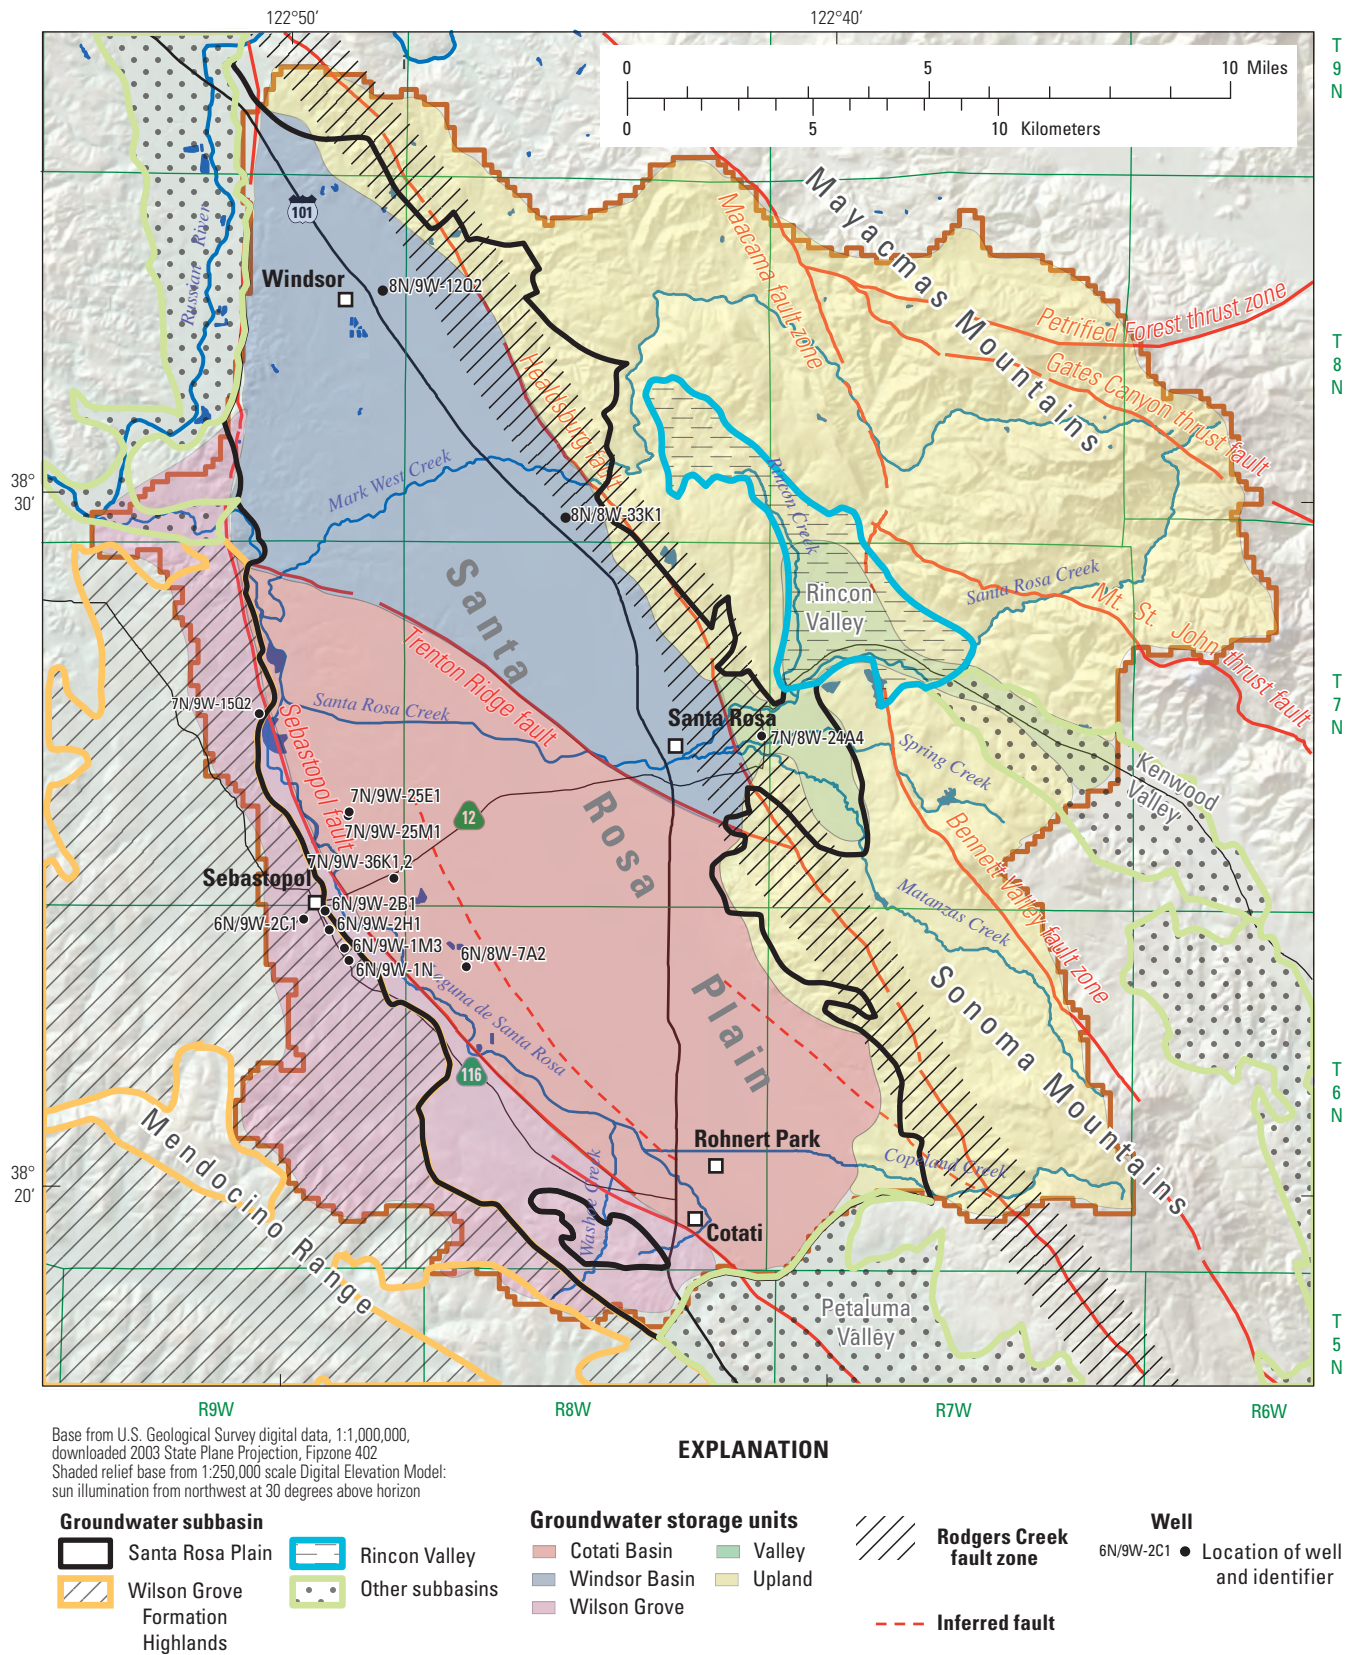 122°50′
122°40′
T
9
N
0 5 10 Miles
0 5 10 Kilometers
i
101
Russian River
Windsor
8N/9W-12Q2
Maacama fault zone
Mayacmas Mountains
Petrified Forest thrust zone
Gates Canyon thrust fault
T
8
N
Healdsburg fault
38°
30′
Mark West Creek
8N/8W-33K1
Rincon Creek
Rincon
Valley
Santa Rosa Creek
Mt. St. John thrust fault
Santa
Rosa
Plain
Trenton Ridge fault
7N/9W-15Q2
Sebastopol fault
Santa Rosa Creek
Santa Rosa
7N/8W-24A4
T
7
N
Spring Creek
Kenwood
Valley
7N/9W-25E1
7N/9W-25M1
12
7N/9W-36K1,2
Sebastopol
6N/9W-2B1
6N/9W-2C1
6N/9W-2H1
6N/9W-1M3
6N/9W-1N
6N/8W-7A2
Bennett Valley fault zone
Matanzas Creek
Laguna de Santa Rosa
Sonoma Mountains
116
T
6
N
Mendocino Range
Rohnert Park
Copeland Creek
38°
20′
Washoe Creek
Cotati
Petaluma
Valley
T
5
N
R9W
R8W
R7W
R6W
Base from U.S. Geological Survey digital data, 1:1,000,000,
downloaded 2003 State Plane Projection, Fipzone 402
Shaded relief base from 1:250,000 scale Digital Elevation Model:
sun illumination from northwest at 30 degrees above horizon
EXPLANATION
Groundwater subbasin
Santa Rosa Plain
Wilson Grove
Formation
Highlands
Rincon Valley
Other subbasins
Groundwater storage units
Cotati Basin
Windsor Basin
Wilson Grove
Valley
Upland
Rodgers Creek
fault zone
Inferred fault
Well
6N/9W-2C1
Location of well
and identifier